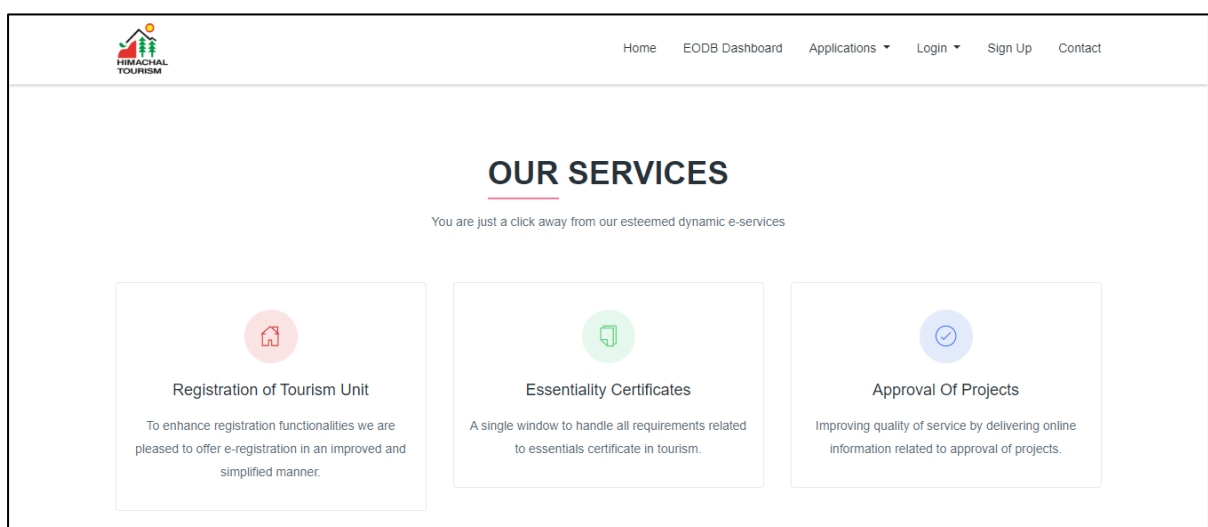 HIMACHAL
TOURISM
Home EODB Dashboard Applications Login Sign Up Contact
OUR SERVICES
You are just a click away from our esteemed dynamic e-services
Registration of Tourism Unit
To enhance registration functionalities we are
pleased to offer e-registration in an improved and
simplified manner.
Essentiality Certificates
A single window to handle all requirements related
to essentials certificate in tourism.
Approval Of Projects
Improving quality of service by delivering online
information related to approval of projects.